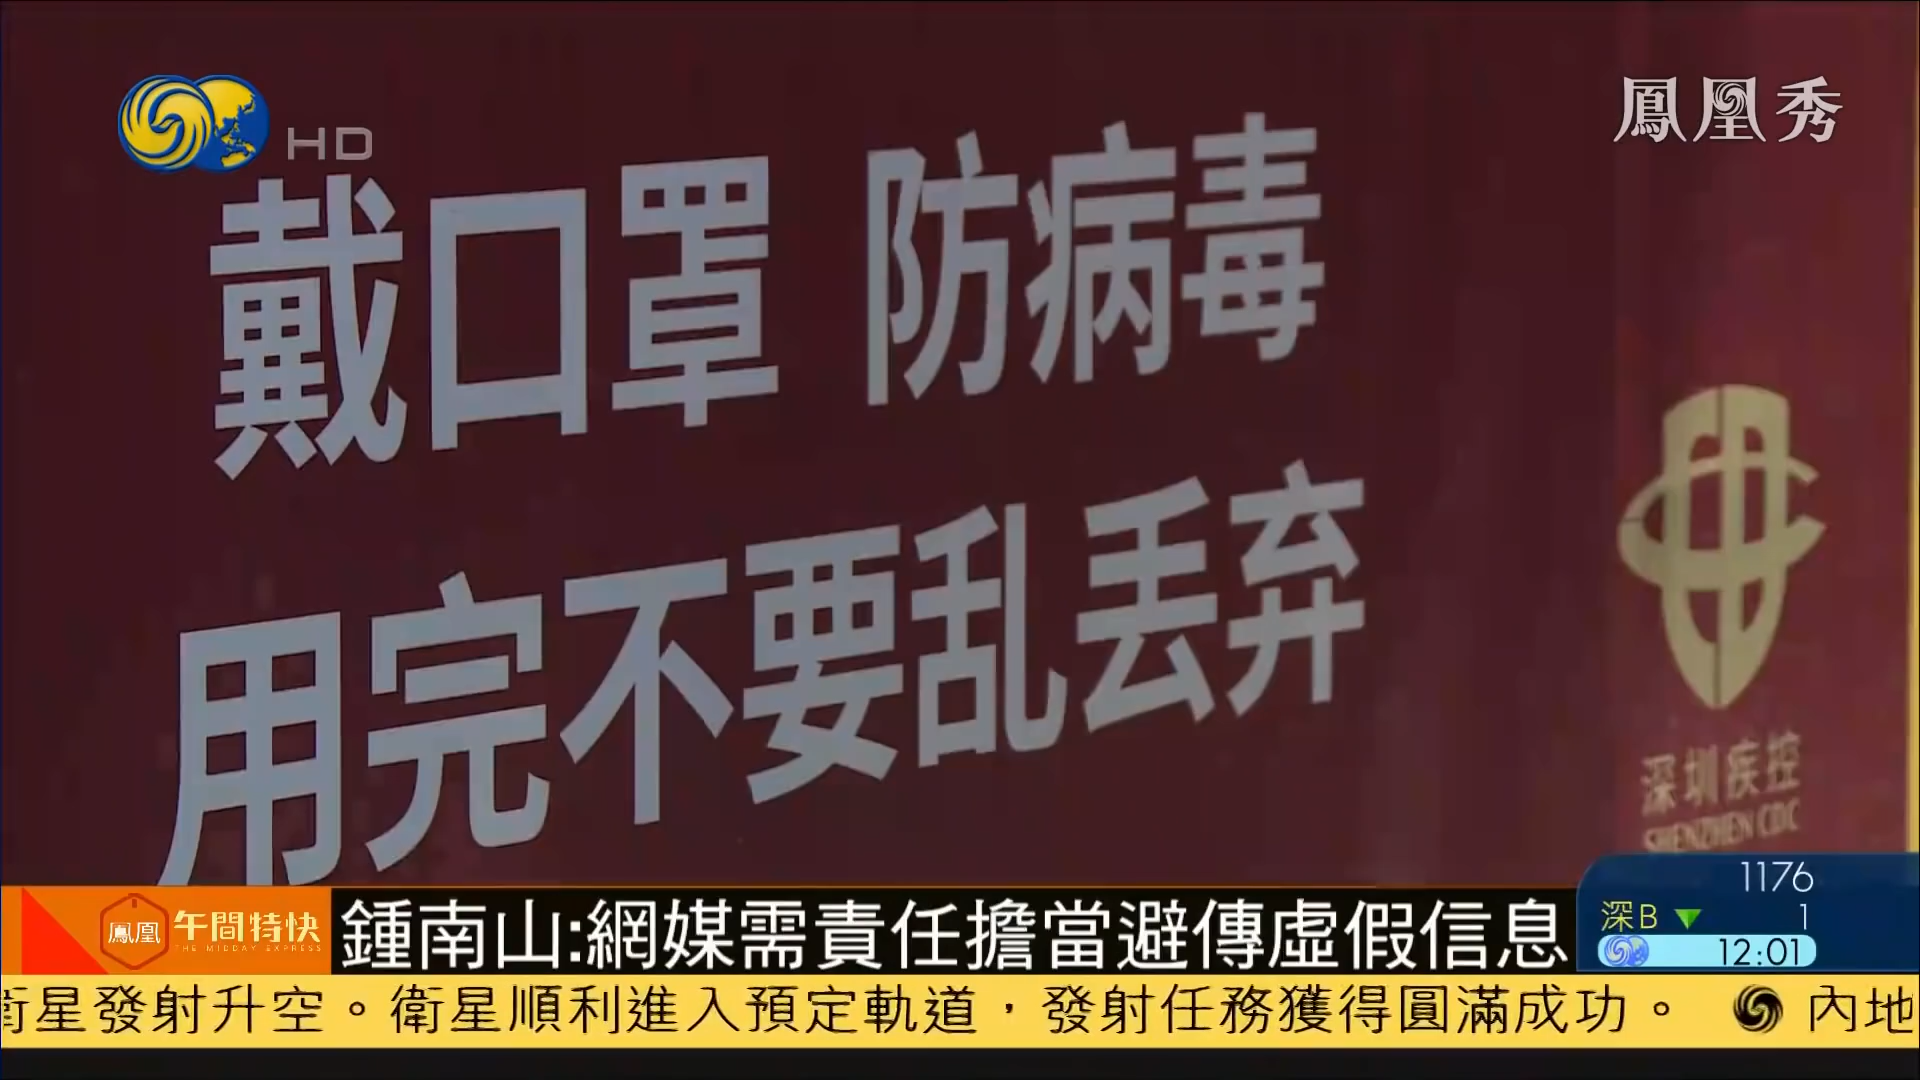 HD
鳳凰秀
戴口罩 防病毒
用完不要乱丢弃
深圳疾控
SHENZHEN CDC
1176
深B ▼ 1
12:01
鳳凰 午間特快
THE MIDDAY EXPRESS
鍾南山:網媒需責任擔當避傳虛假信息
衛星發射升空。衛星順利進入預定軌道，發射任務獲得圓滿成功。 內地